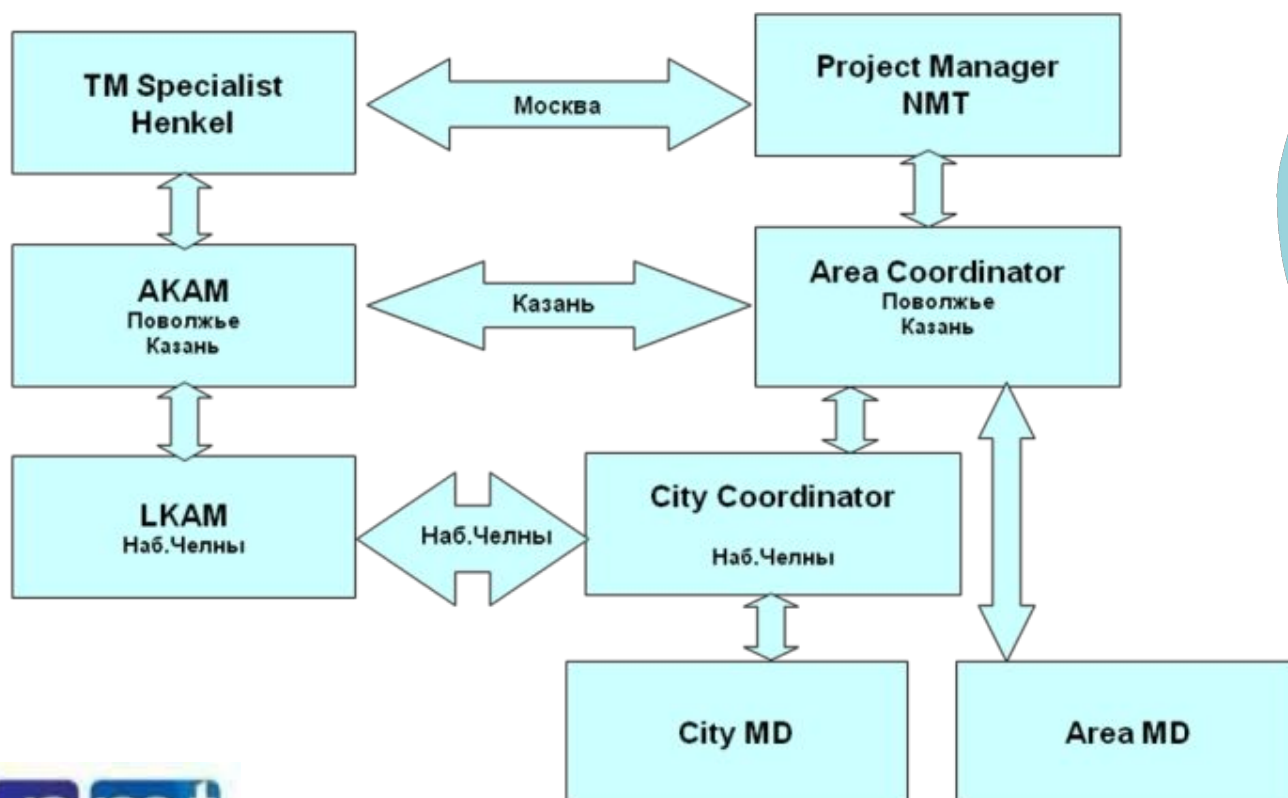 TM Specialist
Henkel
Москва
Project Manager
NMT
AKAM
Поволжье
Казань
Казань
Area Coordinator
Поволжье
Казань
LKAM
Наб.Челны
Наб.Челны
City Coordinator
Наб.Челны
City MD
Area MD